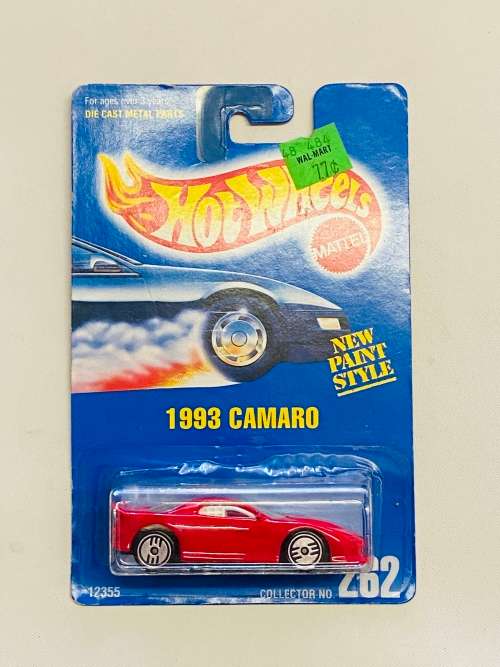 For ages over 3 years
DIE CAST METAL PARTS
48 484
WAL-MART
77¢
HOT WHEELS
MATTEL
NEW
PAINT
STYLE
1993 CAMARO
12355
COLLECTOR NO. 262